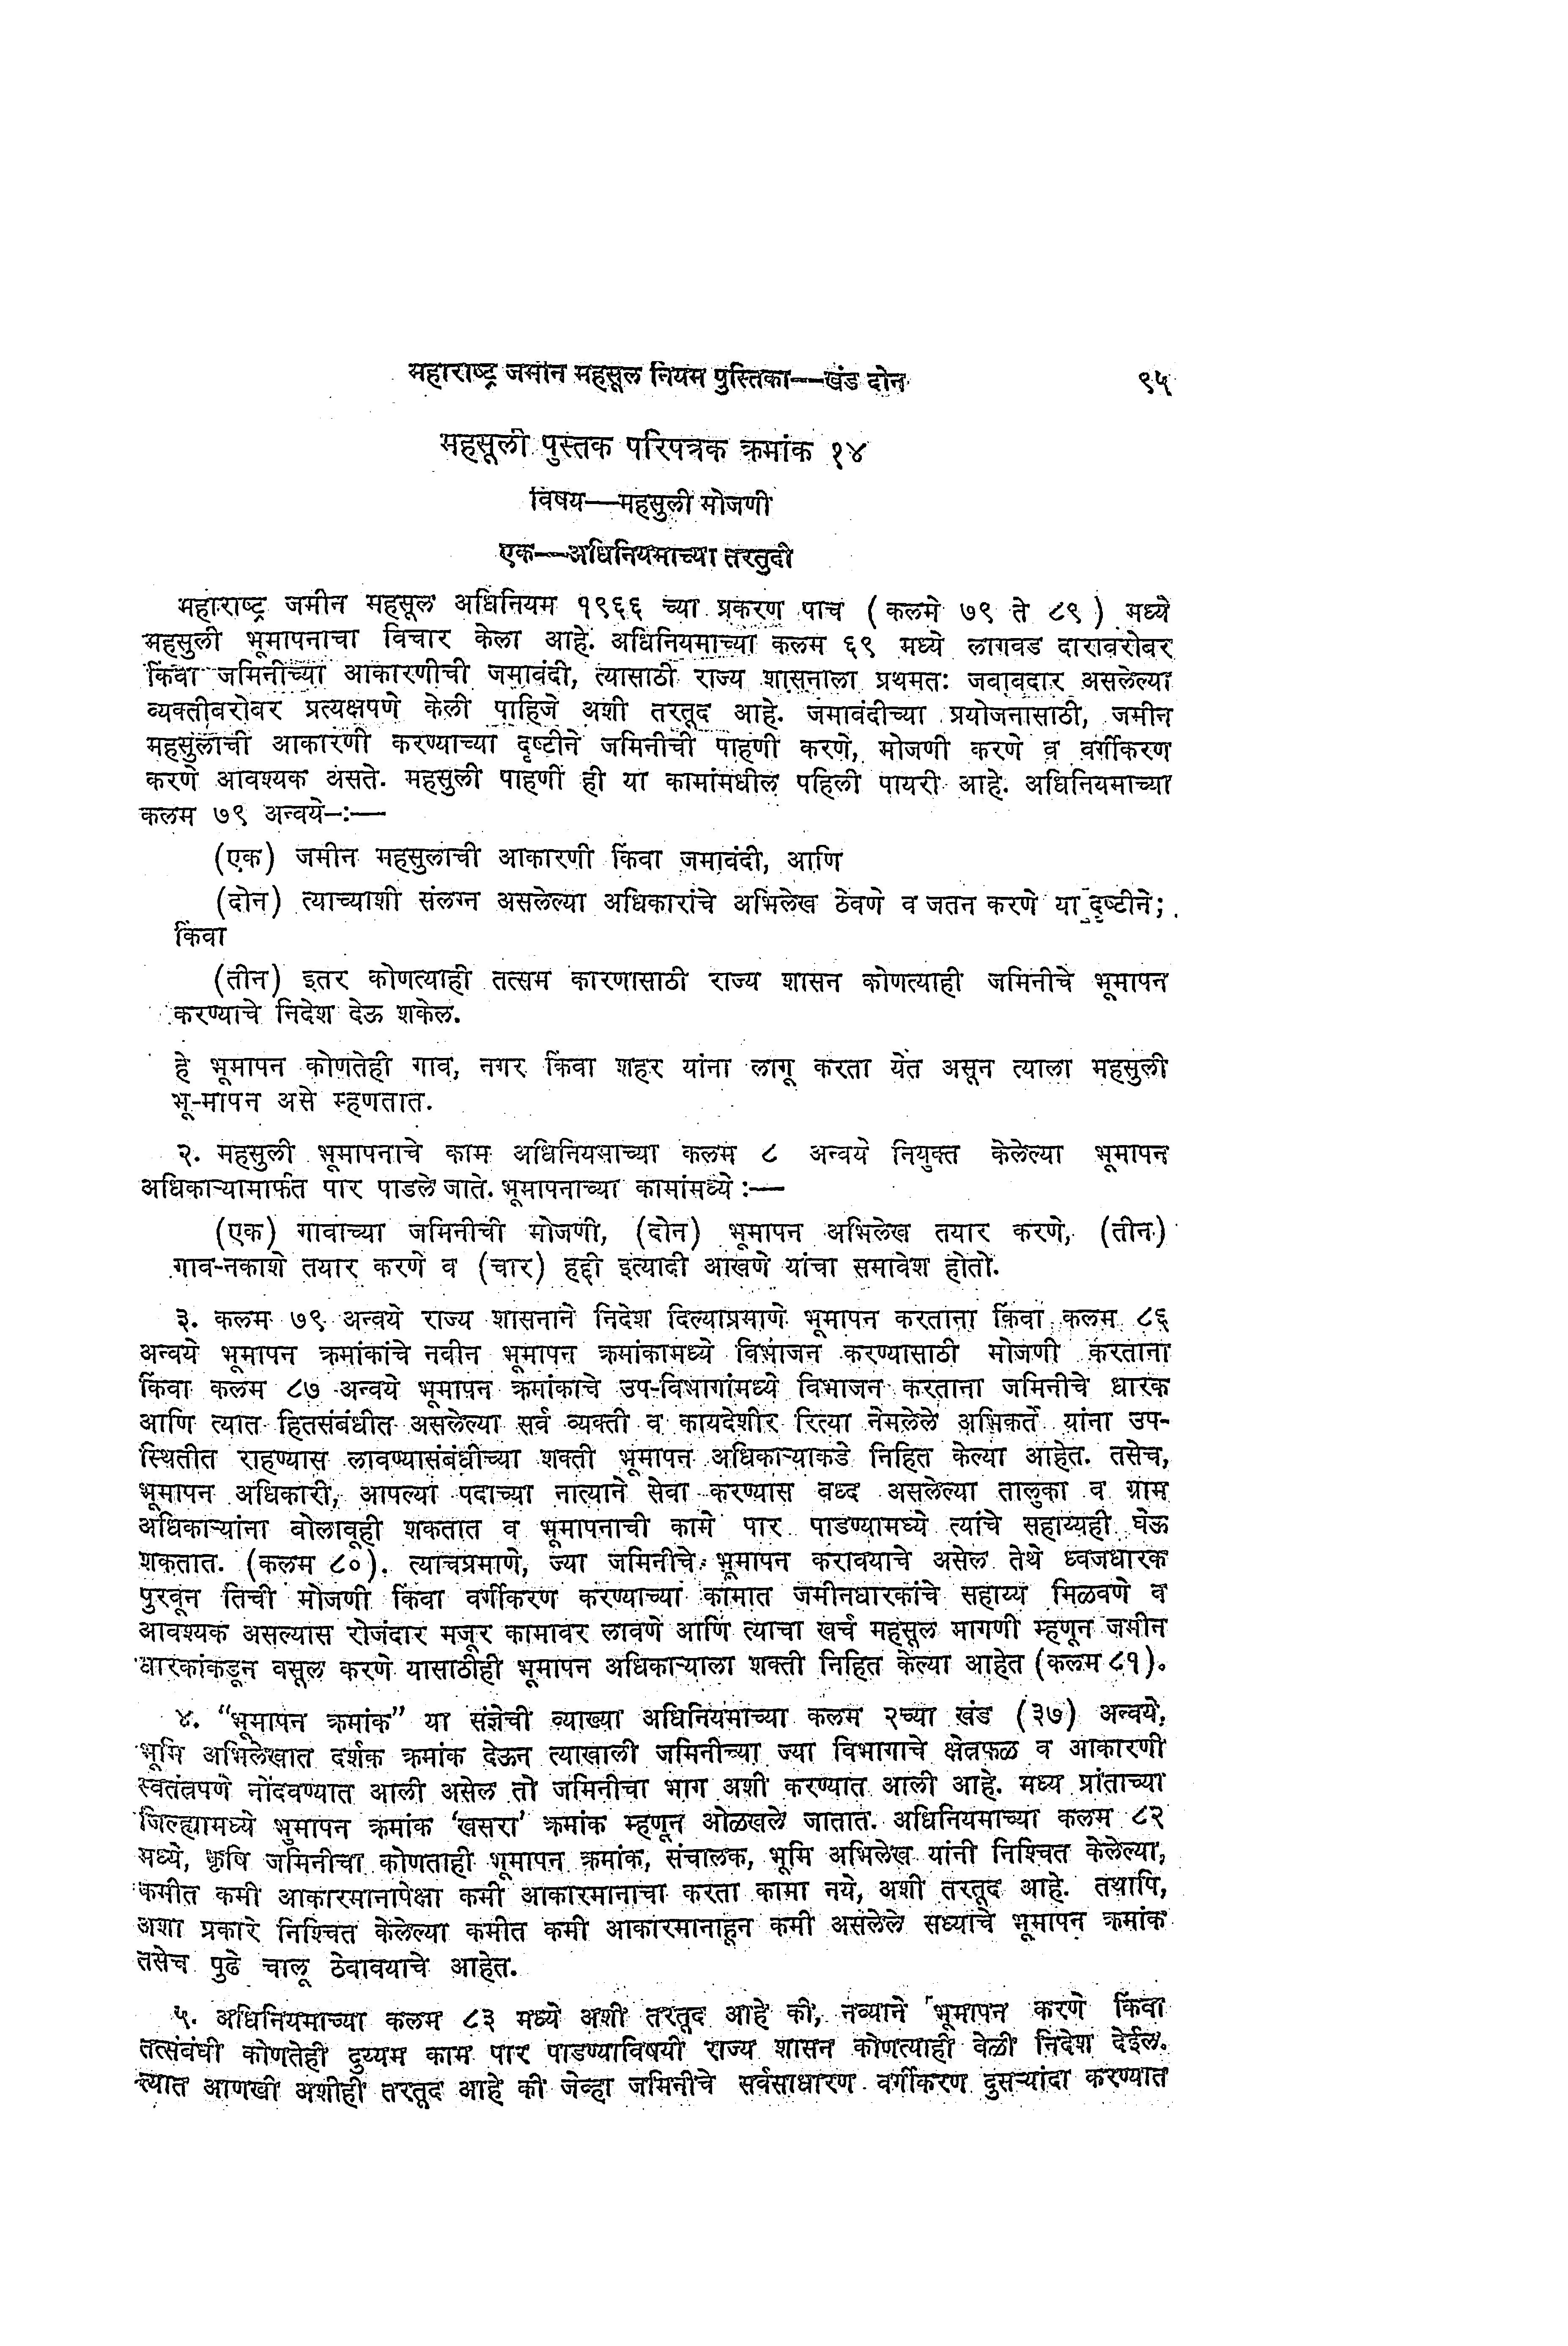 महाराष्ट्र जमीन महसूल नियम पुस्तिका——खंड दोन ९५
महसूली पुस्तक परिपत्रक क्रमांक १४
विषय——महसुली मोजणी
एक——अधिनियमाच्या तरतुदी
महाराष्ट्र जमीन महसूल अधिनियम १९६६ च्या प्रकरण पाच (कलमे ७९ ते ८९) मध्ये
महसुली भूमापनाचा विचार केला आहे. अधिनियमाच्या कलम ६९ मध्ये लागवड दाराबरोबर
किंवा जमिनीच्या आकारणीची जमाबंदी, त्यासाठी राज्य शासनाला प्रथमतः जबाबदार असलेल्या
व्यक्तीबरोबर प्रत्यक्षपणे केली पाहिजे अशी तरतूद आहे. जमाबंदीच्या प्रयोजनासाठी, जमीन
महसुलाची आकारणी करण्याच्या दृष्टीने जमिनीची पाहणी करणे, मोजणी करणे व वर्गीकरण
करणे आवश्यक असते. महसुली पाहणी ही या कामांमधील पहिली पायरी आहे. अधिनियमाच्या
कलम ७९ अन्वये–:—
(एक) जमीन महसुलाची आकारणी किंवा जमाबंदी, आणि
(दोन) त्याच्याशी संलग्न असलेल्या अधिकारांचे अभिलेख ठेवणे व जतन करणे या दृष्टीने;
किंवा
(तीन) इतर कोणत्याही तत्सम कारणासाठी राज्य शासन कोणत्याही जमिनीचे भूमापन
करण्याचे निदेश देऊ शकेल.
हे भूमापन कोणतेही गाव, नगर किंवा शहर यांना लागू करता येत असून त्याला महसुली
भू-मापन असे म्हणतात.
२. महसुली भूमापनाचे काम अधिनियमाच्या कलम ८ अन्वये नियुक्त केलेल्या भूमापन
अधिकाऱ्यामार्फत पार पाडले जाते. भूमापनाच्या कामांमध्ये :—
(एक) गावाच्या जमिनीची मोजणी, (दोन) भूमापन अभिलेख तयार करणे, (तीन)
गाव-नकाशे तयार करणे व (चार) हद्दी इत्यादी आखणे यांचा समावेश होतो.
३. कलम ७९ अन्वये राज्य शासनाने निदेश दिल्याप्रमाणे भूमापन करताना किंवा कलम ८६
अन्वये भूमापन क्रमांकांचे नवीन भूमापन क्रमांकामध्ये विभाजन करण्यासाठी मोजणी करताना
किंवा कलम ८७ अन्वये भूमापन क्रमांकाचे उप-विभागांमध्ये विभाजन करताना जमिनीचे धारक
आणि त्यात हितसंबंधीत असलेल्या सर्व व्यक्ती व कायदेशीर रित्या नेमलेले अभिकर्ते यांना उप-
स्थितीत राहण्यास लावण्यासंबंधीच्या शक्ती भूमापन अधिकाऱ्याकडे निहित केल्या आहेत. तसेच,
भूमापन अधिकारी, आपल्या पदाच्या नात्याने सेवा करण्यास बध्द असलेल्या तालुका व ग्राम
अधिकाऱ्यांना बोलावूही शकतात व भूमापनाची कामे पार पाडण्यामध्ये त्यांचे सहाय्यही घेऊ
शकतात. (कलम ८०). त्याचप्रमाणे, ज्या जमिनीचे भूमापन करावयाचे असेल तेथे ध्वजधारक
पुरवून तिची मोजणी किंवा वर्गीकरण करण्याच्या कामात जमीनधारकांचे सहाय्य मिळवणे व
आवश्यक असल्यास रोजंदार मजूर कामावर लावणे आणि त्याचा खर्च महसूल मागणी म्हणून जमीन
धारकांकडून वसूल करणे यासाठीही भूमापन अधिकाऱ्याला शक्ती निहित केल्या आहेत (कलम ८१).
४. “भूमापन क्रमांक” या संज्ञेची व्याख्या अधिनियमाच्या कलम २च्या खंड (३७) अन्वये,
भूमि अभिलेखात दर्शक क्रमांक देऊन त्याखाली जमिनीच्या ज्या विभागाचे क्षेत्रफळ व आकारणी
स्वतंत्रपणे नोंदवण्यात आली असेल तो जमिनीचा भाग अशी करण्यात आली आहे. मध्य प्रांताच्या
जिल्ह्यामध्ये भुमापन क्रमांक ‘खसरा’ क्रमांक म्हणून ओळखले जातात. अधिनियमाच्या कलम ८२
मध्ये, कृषि जमिनीचा कोणताही भूमापन क्रमांक, संचालक, भूमि अभिलेख यांनी निश्चित केलेल्या,
कमीत कमी आकारमानापेक्षा कमी आकारमानाचा करता कामा नये, अशी तरतूद आहे. तथापि,
अशा प्रकारे निश्चित केलेल्या कमीत कमी आकारमानाहून कमी असलेले सध्याचे भूमापन क्रमांक
तसेच पुढे चालू ठेवावयाचे आहेत.
५. अधिनियमाच्या कलम ८३ मध्ये अशी तरतूद आहे की, नव्याने भूमापन करणे किंवा
तत्संबंधी कोणतेही दुय्यम काम पार पाडण्याविषयी राज्य शासन कोणत्याही वेळी निदेश देईल.
त्यात आणखी अशीही तरतूद आहे की जेव्हा जमिनीचे सर्वसाधारण वर्गीकरण दुसऱ्यांदा करण्यात